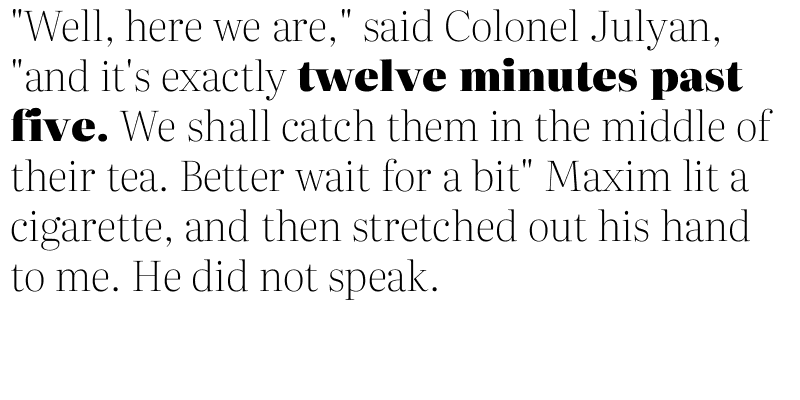 "Well, here we are," said Colonel Julyan,
"and it's exactly twelve minutes past
five. We shall catch them in the middle of
their tea. Better wait for a bit" Maxim lit a
cigarette, and then stretched out his hand
to me. He did not speak.